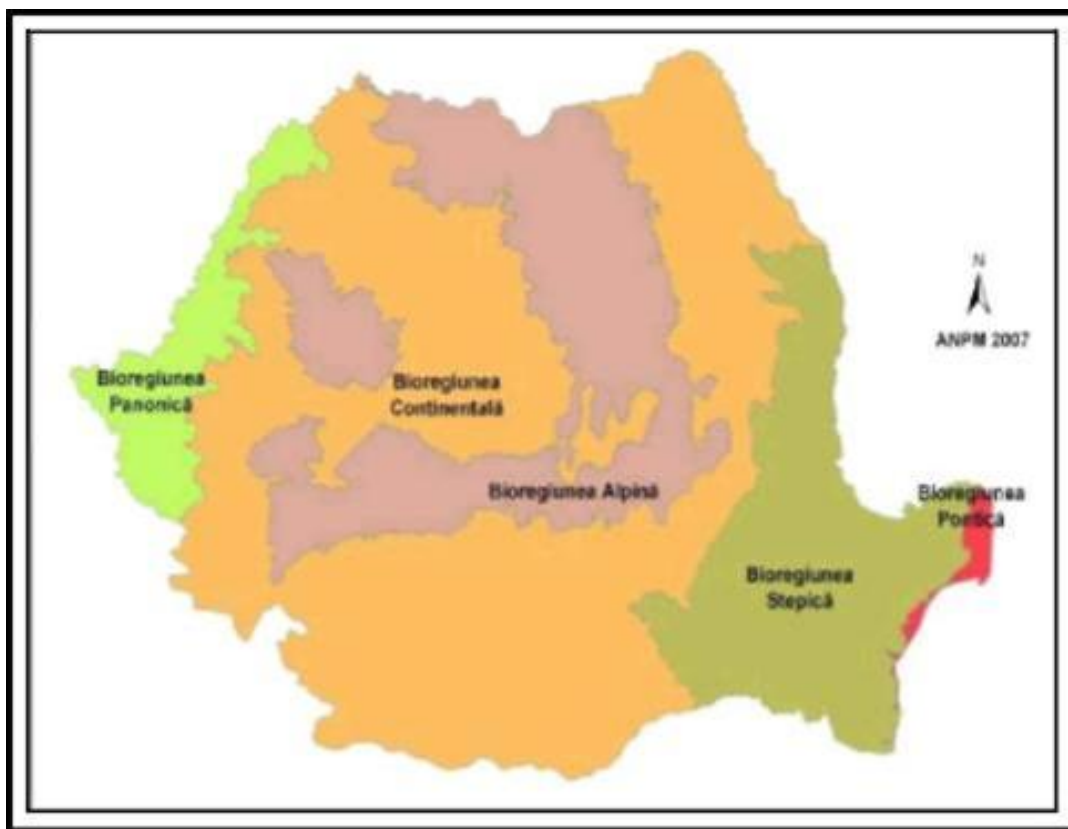 N
ANPM 2007
Bioregiunea
Panonică
Bioregiunea
Continentală
Bioregiunea Alpină
Bioregiunea
Pontică
Bioregiunea
Stepică